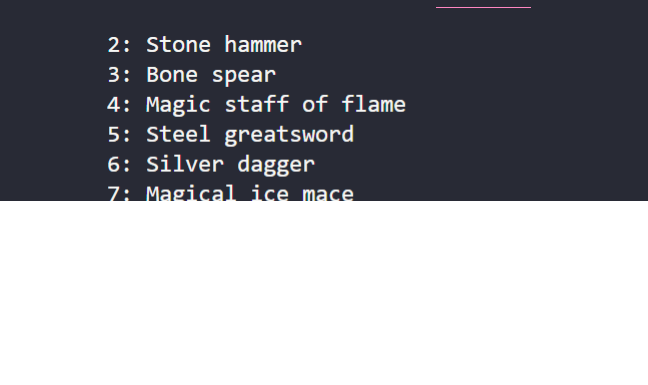 2: Stone hammer
3: Bone spear
4: Magic staff of flame
5: Steel greatsword
6: Silver dagger
7: Magical ice mace